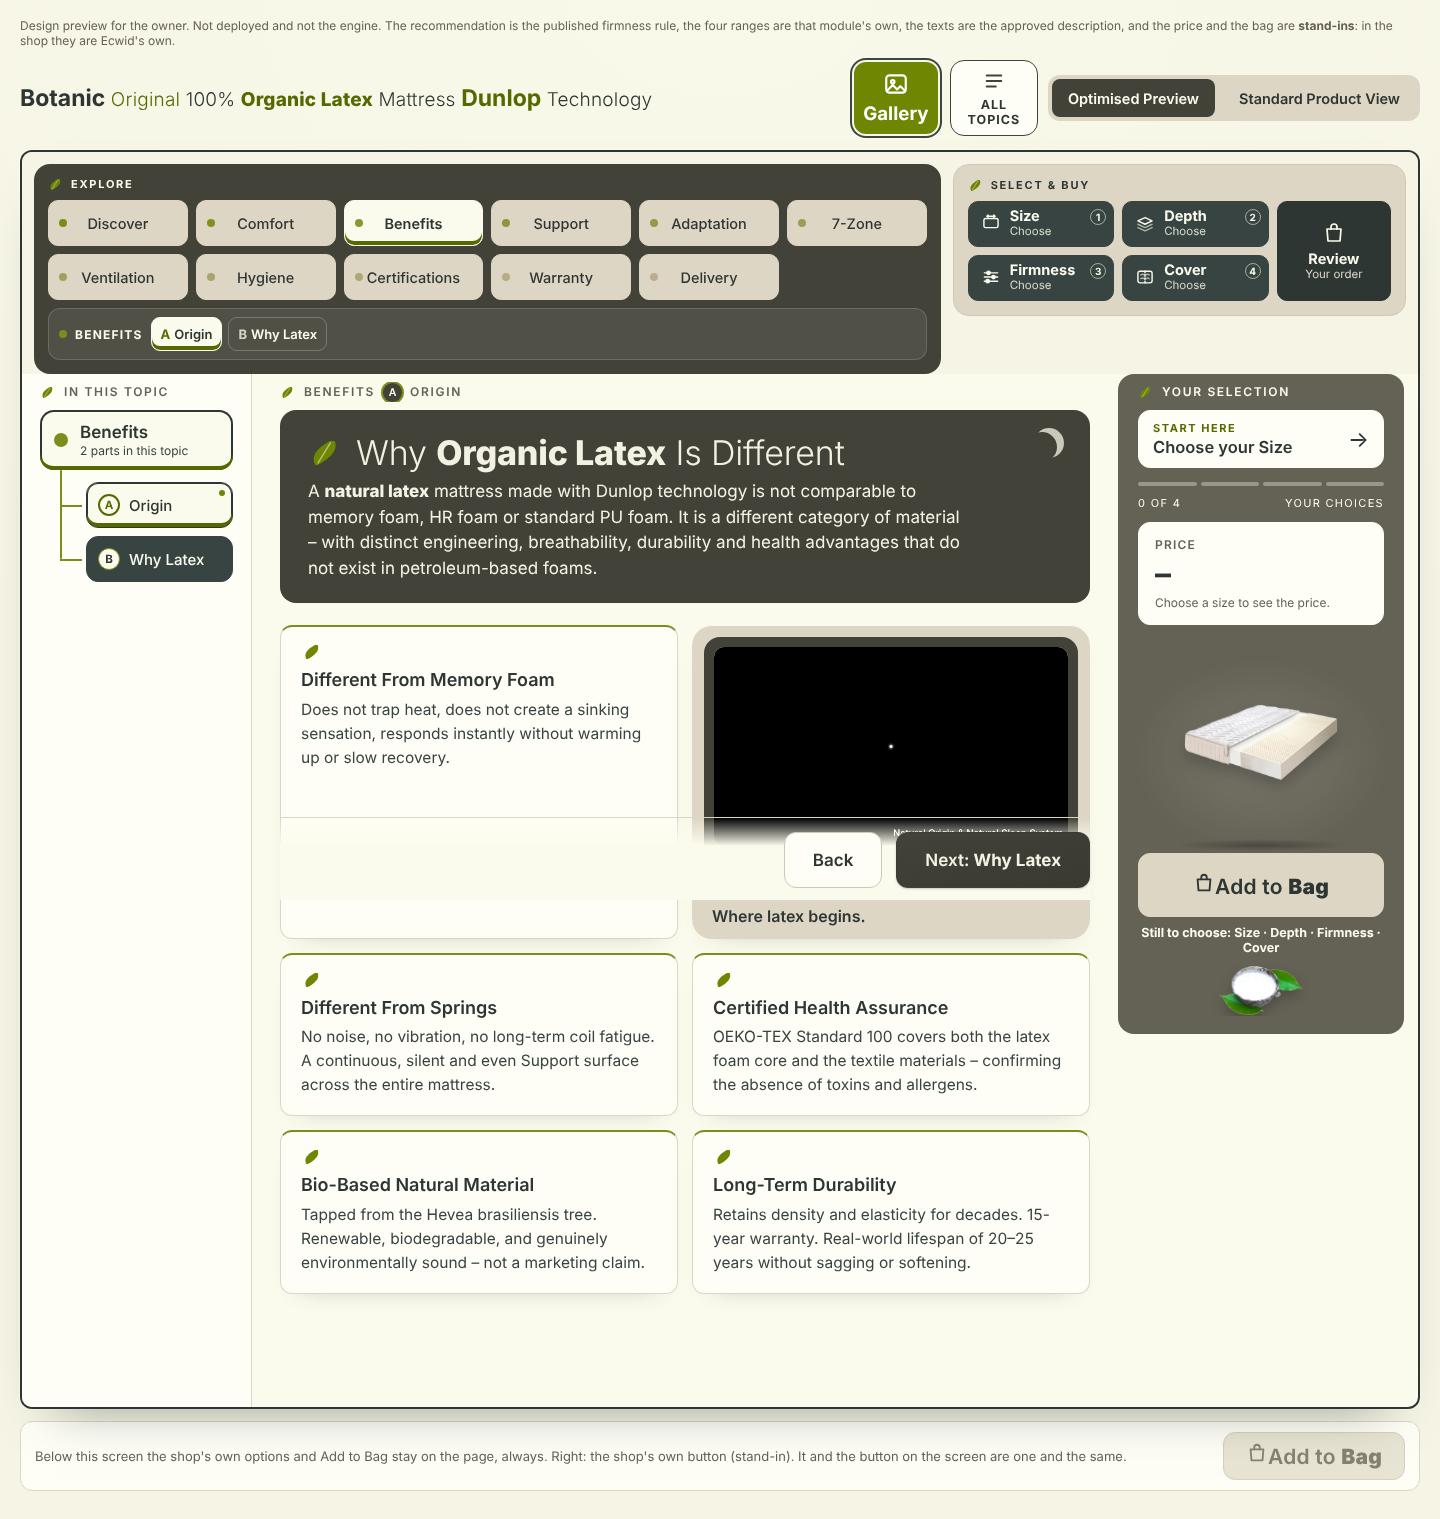 Design preview for the owner. Not deployed and not the engine. The recommendation is the published firmness rule, the four ranges are that module's own, the texts are the approved description, and the price and the bag are stand-ins: in the
shop they are Ecwid's own.
Botanic Original 100% Organic Latex Mattress Dunlop Technology
Gallery
ALL
TOPICS
Optimised Preview
Standard Product View
EXPLORE
Discover
Comfort
Benefits
Support
Adaptation
7-Zone
Ventilation
Hygiene
Certifications
Warranty
Delivery
BENEFITS
A Origin
B Why Latex
SELECT & BUY
Size
Choose
1
Depth
Choose
2
Firmness
Choose
3
Cover
Choose
4
Review
Your order
IN THIS TOPIC
Benefits
2 parts in this topic
A Origin
B Why Latex
BENEFITS A ORIGIN
Why Organic Latex Is Different
A natural latex mattress made with Dunlop technology is not comparable to
memory foam, HR foam or standard PU foam. It is a different category of material
– with distinct engineering, breathability, durability and health advantages that do
not exist in petroleum-based foams.
Different From Memory Foam
Does not trap heat, does not create a sinking
sensation, responds instantly without warming
up or slow recovery.
Natural Origin & Natural Sleep System
Back
Next: Why Latex
Where latex begins.
Different From Springs
No noise, no vibration, no long-term coil fatigue.
A continuous, silent and even Support surface
across the entire mattress.
Certified Health Assurance
OEKO-TEX Standard 100 covers both the latex
foam core and the textile materials – confirming
the absence of toxins and allergens.
Bio-Based Natural Material
Tapped from the Hevea brasiliensis tree.
Renewable, biodegradable, and genuinely
environmentally sound – not a marketing claim.
Long-Term Durability
Retains density and elasticity for decades. 15-
year warranty. Real-world lifespan of 20–25
years without sagging or softening.
YOUR SELECTION
START HERE
Choose your Size
0 OF 4
YOUR CHOICES
PRICE
–
Choose a size to see the price.
Add to Bag
Still to choose: Size · Depth · Firmness ·
Cover
Below this screen the shop's own options and Add to Bag stay on the page, always. Right: the shop's own button (stand-in). It and the button on the screen are one and the same.
Add to Bag